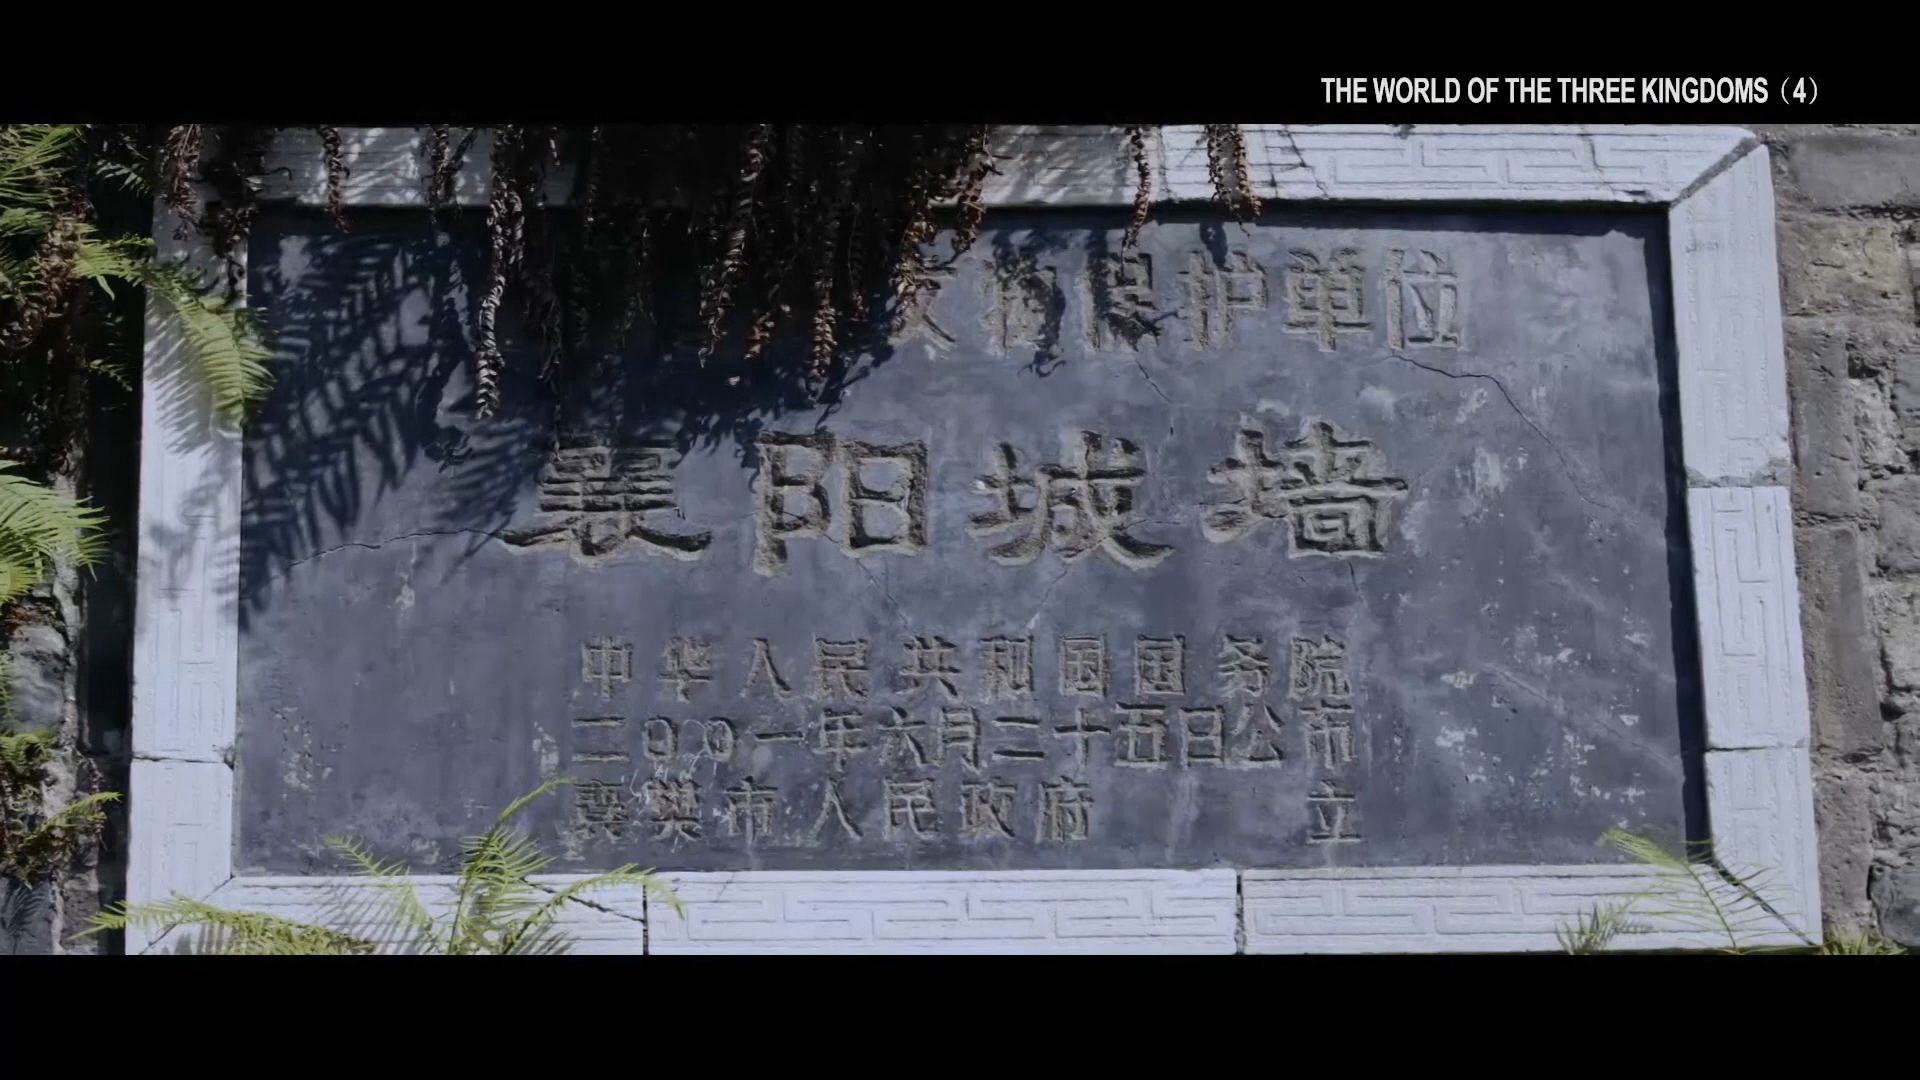 THE WORLD OF THE THREE KINGDOMS（4）
文物保护单位
襄阳城墙
中华人民共和国国务院
二〇〇一年六月二十五日公布
襄樊市人民政府 立